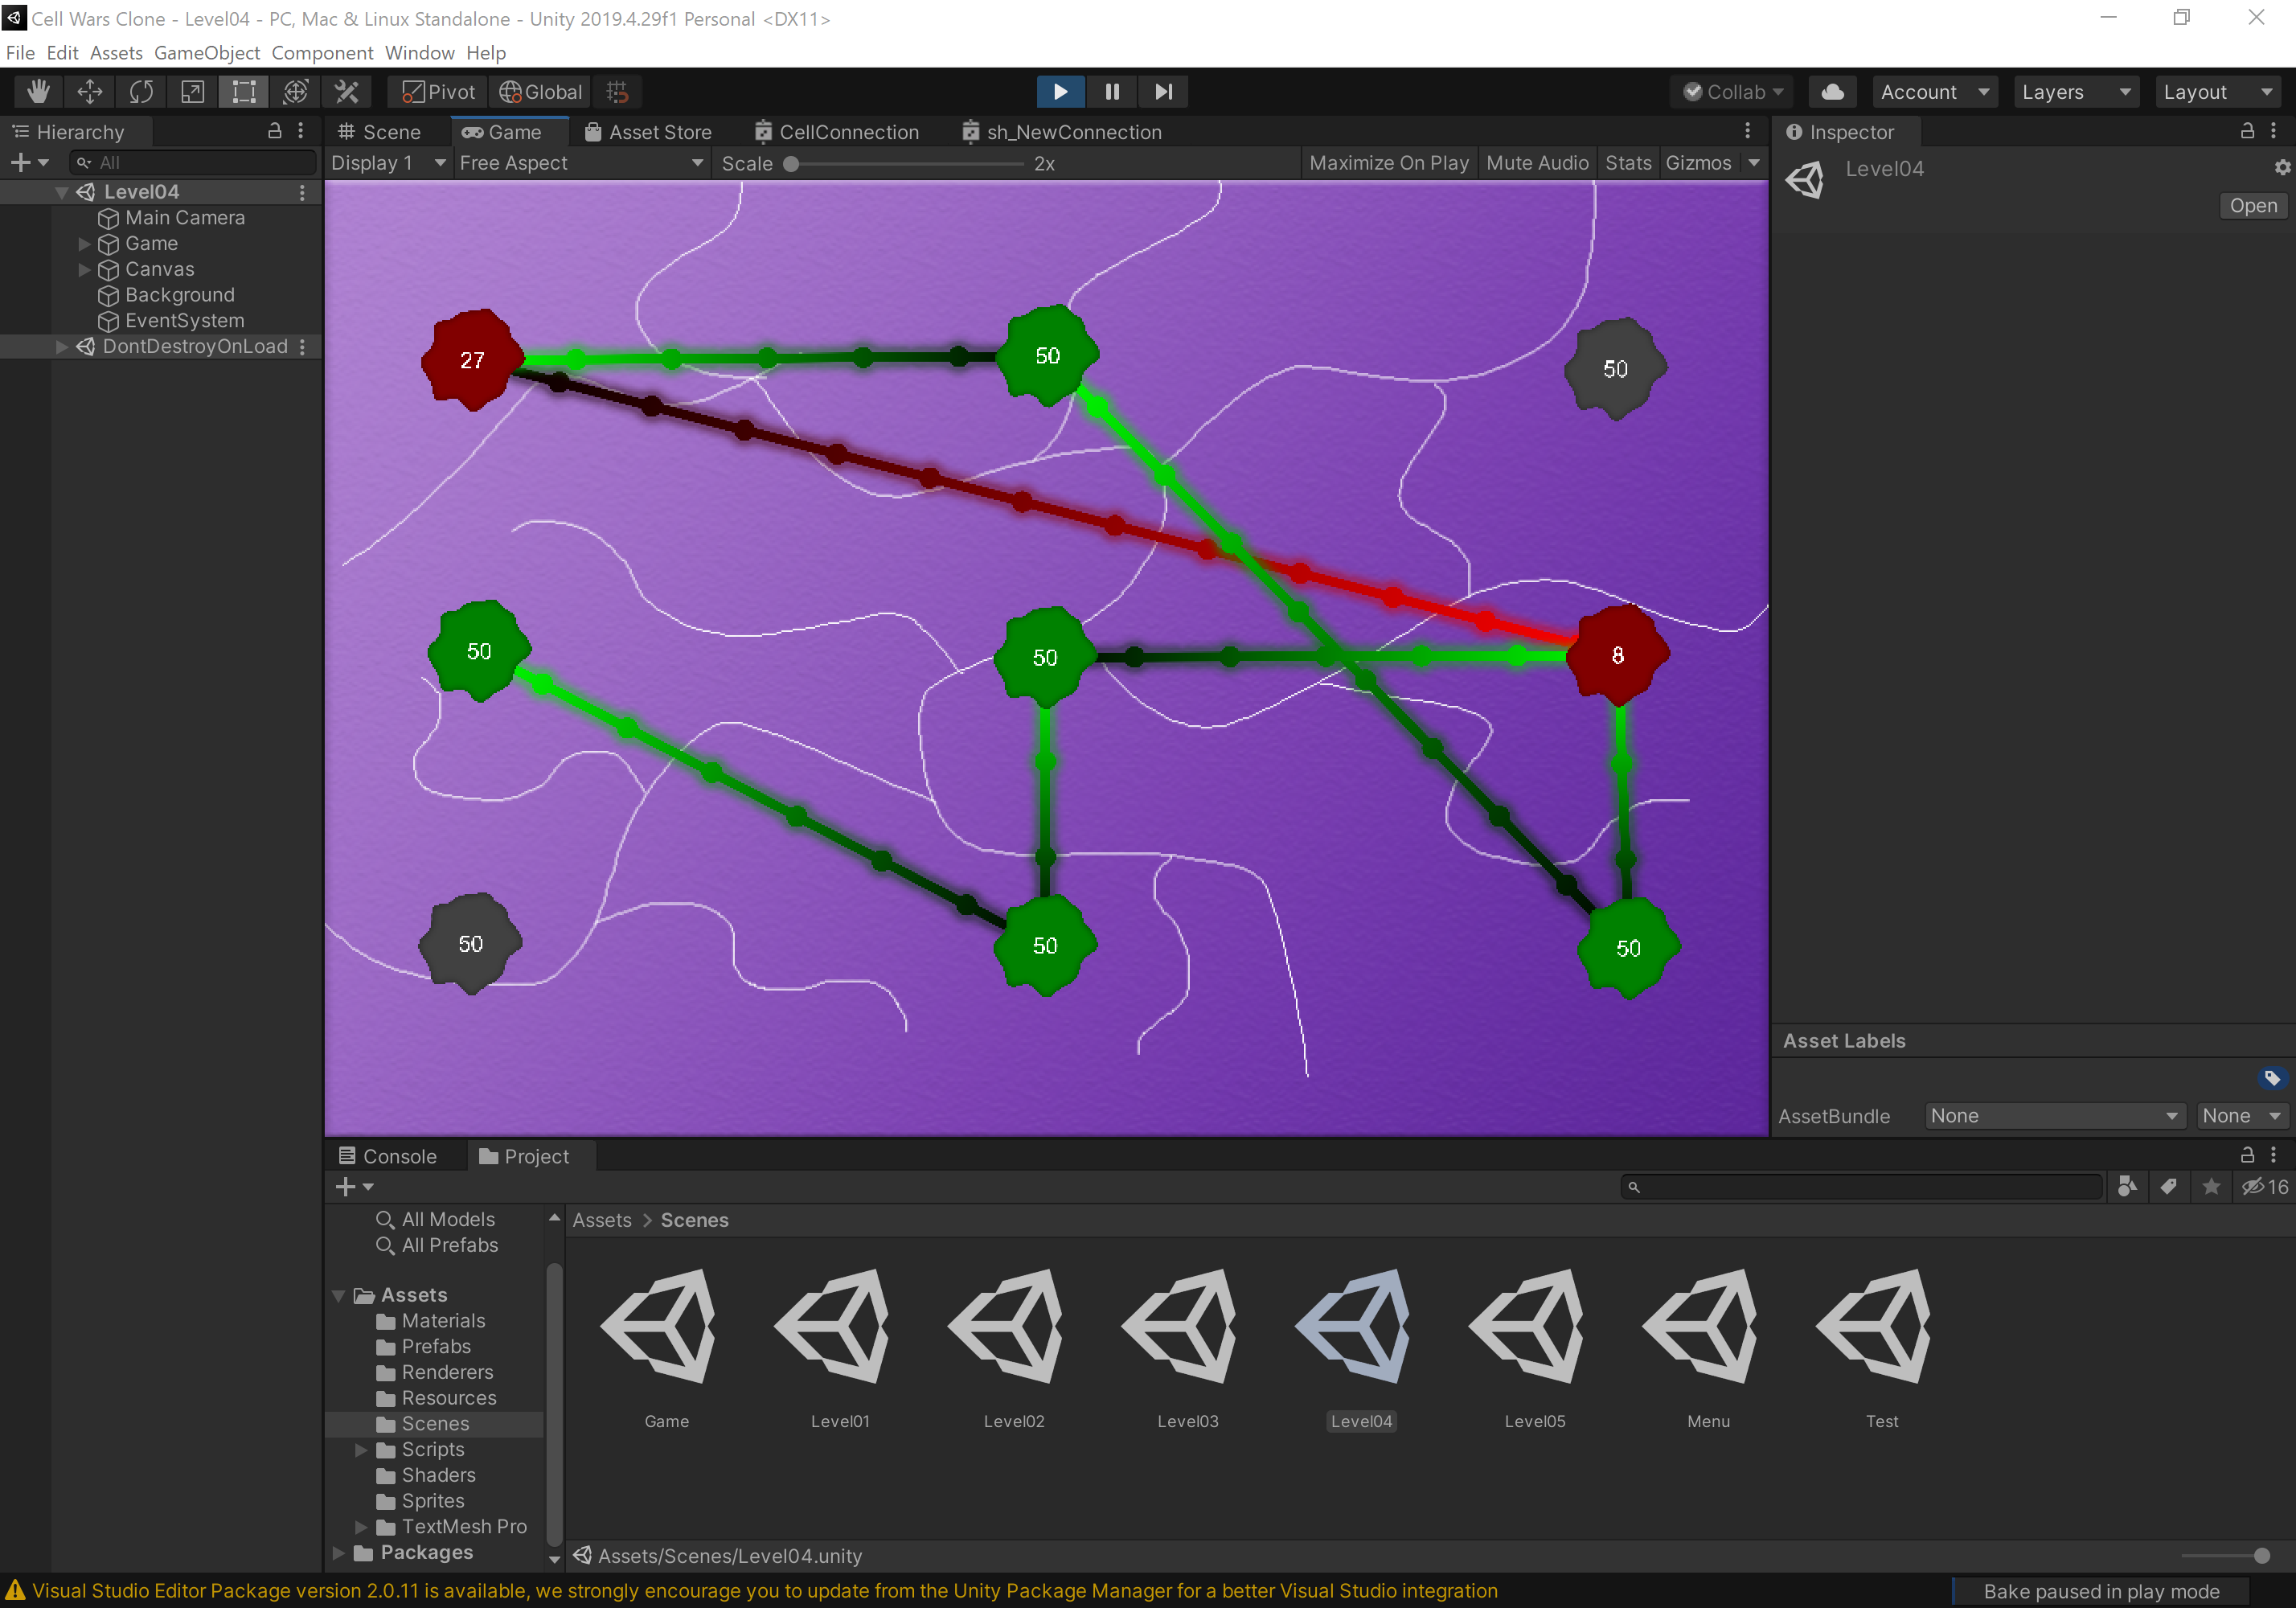 Cell Wars Clone - Level04 - PC, Mac & Linux Standalone - Unity 2019.4.29f1 Personal <DX11>
File Edit Assets GameObject Component Window Help
Pivot Global Collab Account Layers Layout
Hierarchy
All
Level04
Main Camera
Game
Canvas
Background
EventSystem
DontDestroyOnLoad
Scene Game Asset Store CellConnection sh_NewConnection
Display 1 Free Aspect Scale 2x Maximize On Play Mute Audio Stats Gizmos
27
50
50
50
50
8
50
50
50
Inspector
Level04
Open
Asset Labels
AssetBundle None None
Console Project
16
All Models
All Prefabs
Assets
Materials
Prefabs
Renderers
Resources
Scenes
Scripts
Shaders
Sprites
TextMesh Pro
Packages
Assets > Scenes
Game Level01 Level02 Level03 Level04 Level05 Menu Test
Assets/Scenes/Level04.unity
Visual Studio Editor Package version 2.0.11 is available, we strongly encourage you to update from the Unity Package Manager for a better Visual Studio integration
Bake paused in play mode